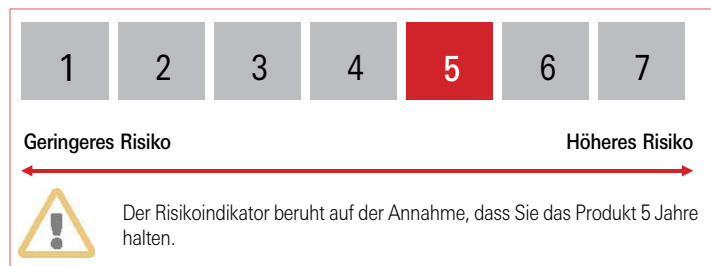 1 2 3 4 5 6 7
Geringeres Risiko Höheres Risiko
Der Risikoindikator beruht auf der Annahme, dass Sie das Produkt 5 Jahre
halten.